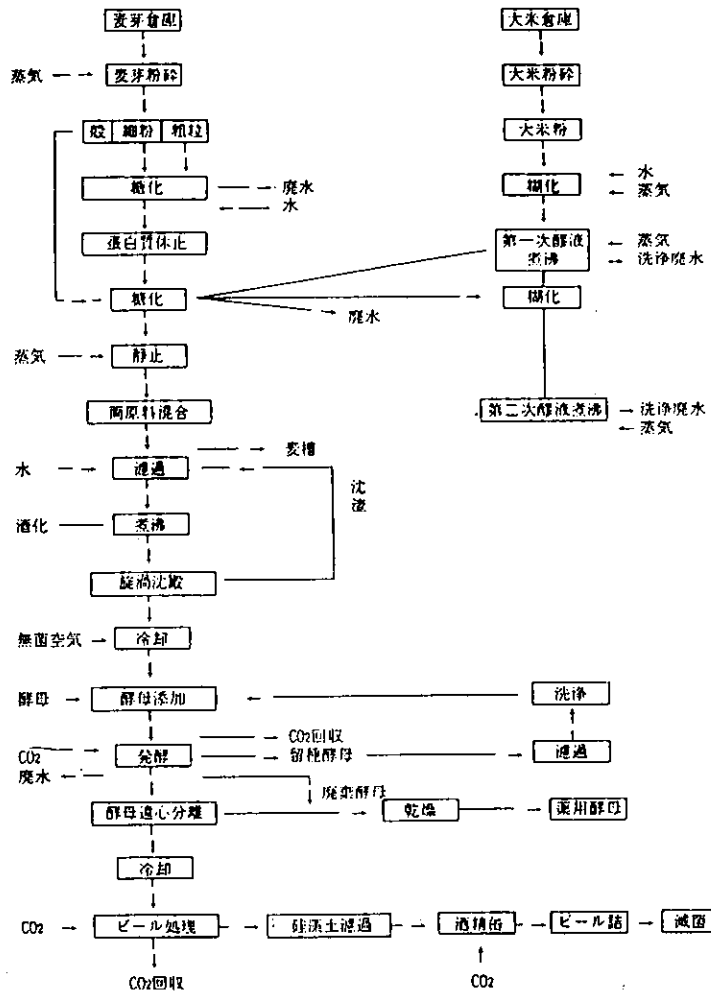 麦芽倉庫
大米倉庫
蒸気
麦芽粉砕
大米粉砕
殻 細粉 粗粒
大米粉
糖化
廃水
水
糊化
水
蒸気
蛋白質休止
第一次醪液
煮沸
蒸気
洗浄廃水
糖化
廃水
糊化
蒸気
静止
両原料混合
第二次醪液煮沸
洗浄廃水
蒸気
水
濾過
麦糟
沈
渣
酒化
煮沸
旋渦沈殿
無菌空気
冷却
酵母
酵母添加
洗浄
CO2
廃水
発酵
CO2回収
留種酵母
濾過
酵母遠心分離
廃棄酵母
乾燥
薬用酵母
冷却
CO2
ビール処理
硅藻土濾過
酒精缶
ビール詰
滅菌
CO2回収
CO2